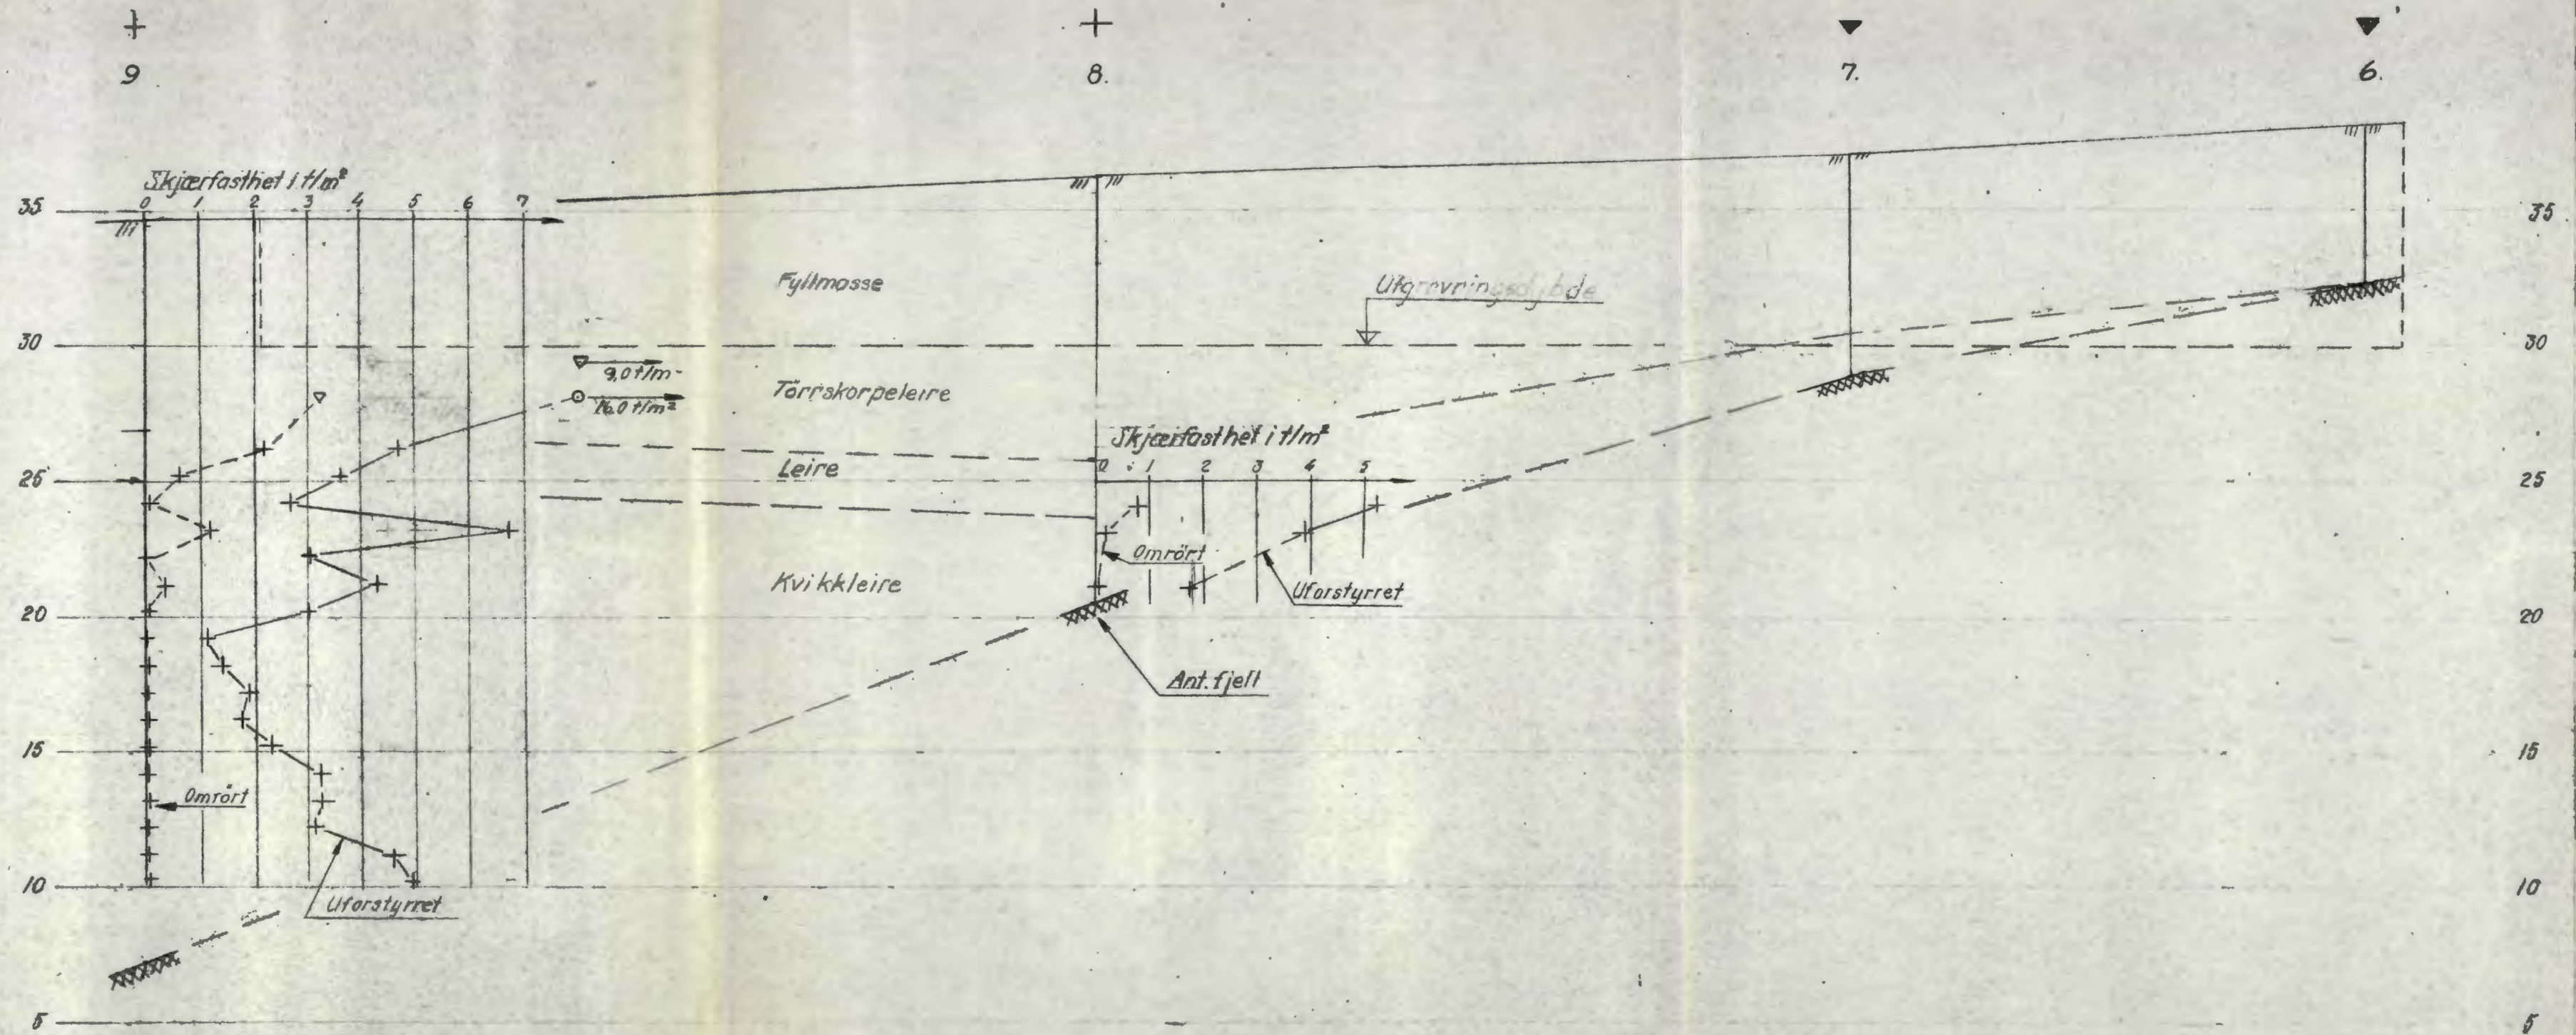 9
8.
7.
6.
Skjærfasthet i t/m²
0 1 2 3 4 5 6 7
35
35
Fyllmasse
30
30
9,0 t/m
16,0 t/m²
Törrskorpeleire
Skjærfasthet i t/m²
0 1 2 3 4 5
Leire
25
25
Omrört
Kvikkleire
Uforstyrret
20
20
Ant. fjell
15
15
Omrört
10
10
Uforstyrret
5
5